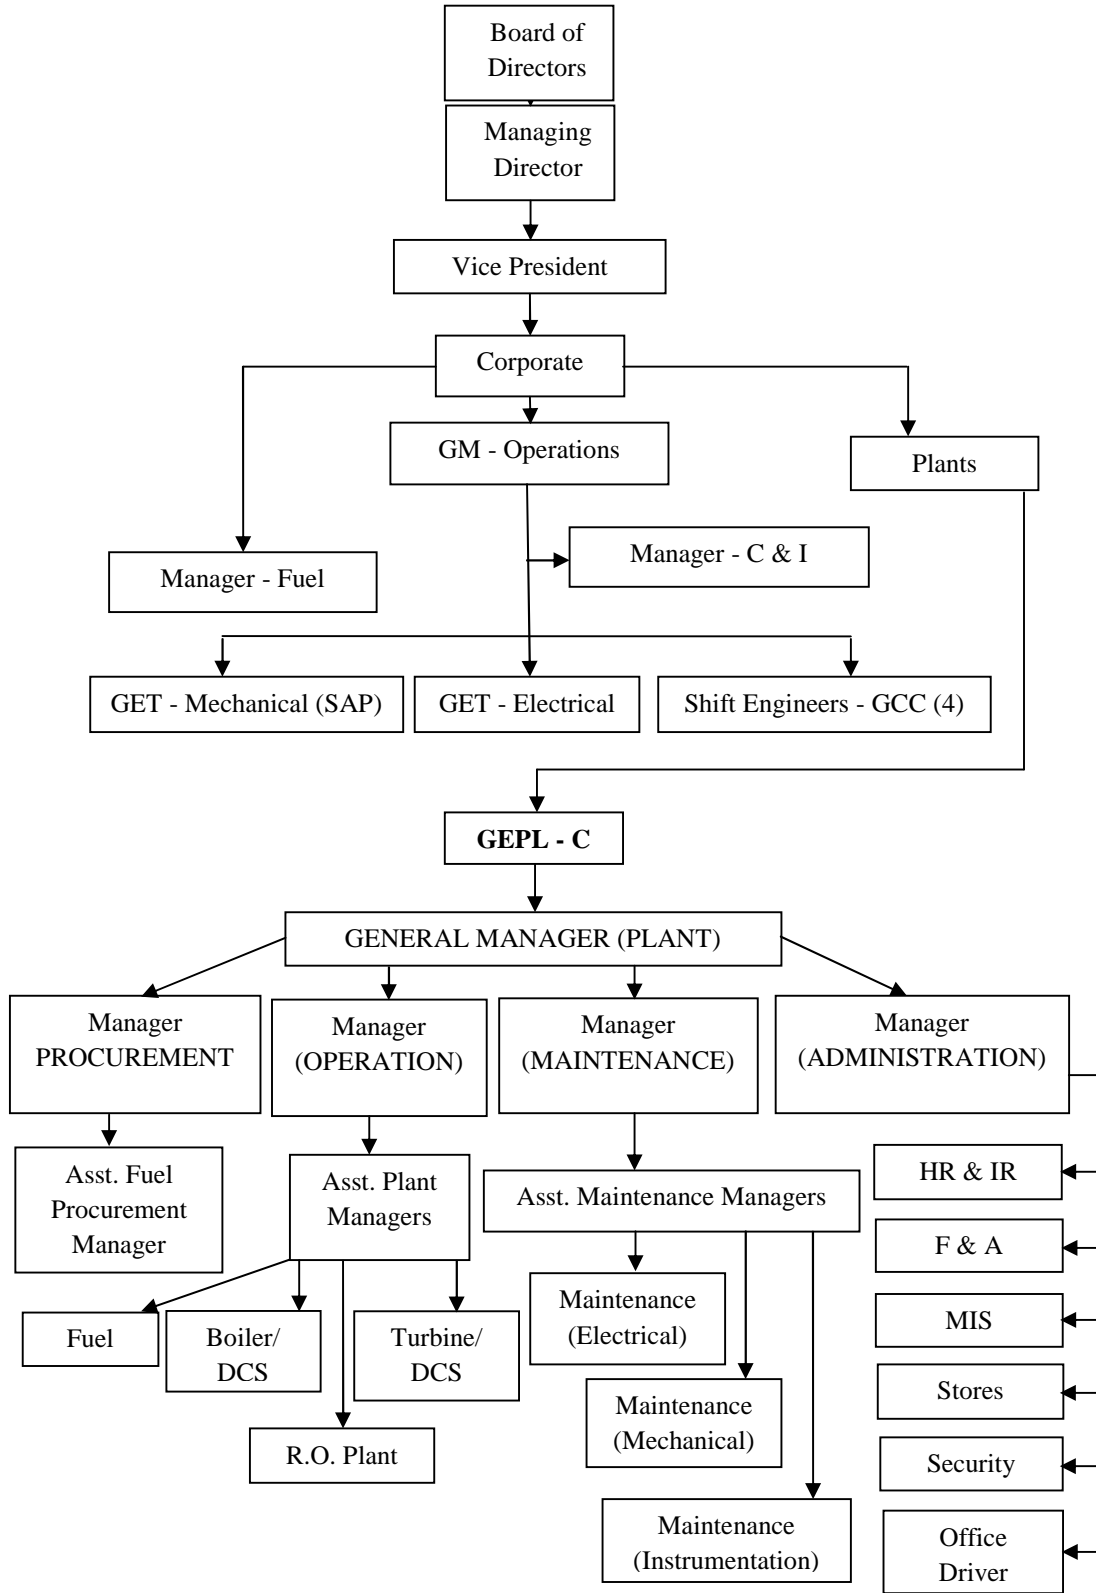 Board of
Directors
Managing
Director
Vice President
Corporate
GM - Operations
Plants
Manager - C & I
Manager - Fuel
GET - Mechanical (SAP)
GET - Electrical
Shift Engineers - GCC (4)
GEPL - C
GENERAL MANAGER (PLANT)
Manager
PROCUREMENT
Manager
(OPERATION)
Manager
(MAINTENANCE)
Manager
(ADMINISTRATION)
Asst. Fuel
Procurement
Manager
Asst. Plant
Managers
Asst. Maintenance Managers
HR & IR
F & A
MIS
Stores
Security
Office
Driver
Fuel
Boiler/
DCS
Turbine/
DCS
R.O. Plant
Maintenance
(Electrical)
Maintenance
(Mechanical)
Maintenance
(Instrumentation)